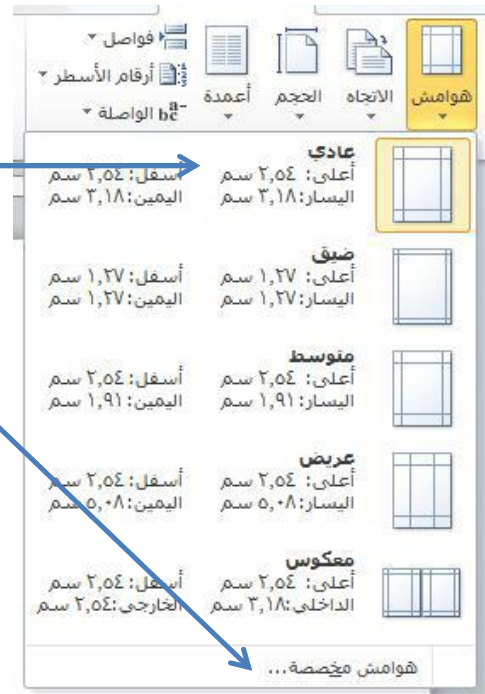 هوامش
الاتجاه
الحجم
أعمدة
فواصل
أرقام الأسطر
الواصلة
عادي
أعلى: ٢,٥٤ سم أسفل: ٢,٥٤ سم
اليسار: ٣,١٨ سم اليمين: ٣,١٨ سم
ضيق
أعلى: ١,٢٧ سم أسفل: ١,٢٧ سم
اليسار: ١,٢٧ سم اليمين: ١,٢٧ سم
متوسط
أعلى: ٢,٥٤ سم أسفل: ٢,٥٤ سم
اليسار: ١,٩١ سم اليمين: ١,٩١ سم
عريض
أعلى: ٢,٥٤ سم أسفل: ٢,٥٤ سم
اليسار: ٥,٠٨ سم اليمين: ٥,٠٨ سم
معكوس
أعلى: ٢,٥٤ سم أسفل: ٢,٥٤ سم
الداخلي: ٣,١٨ سم الخارجي: ٢,٥٤ سم
هوامش مخصصة...